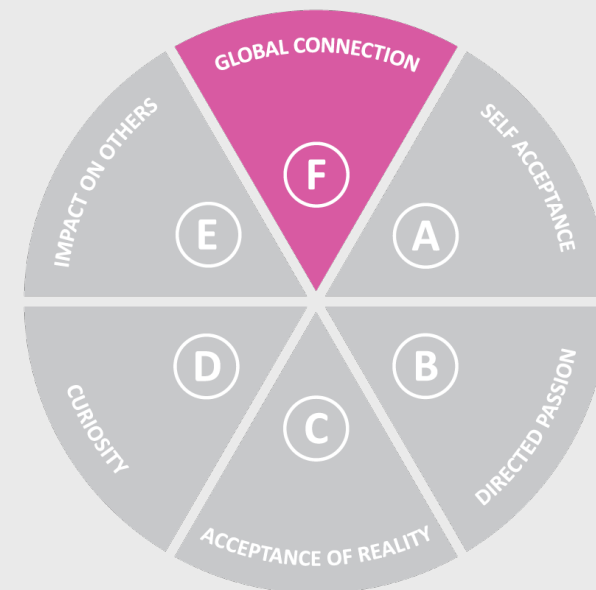 GLOBAL CONNECTION
F
SELF ACCEPTANCE
A
DIRECTED PASSION
B
ACCEPTANCE OF REALITY
C
CURIOSITY
D
IMPACT ON OTHERS
E